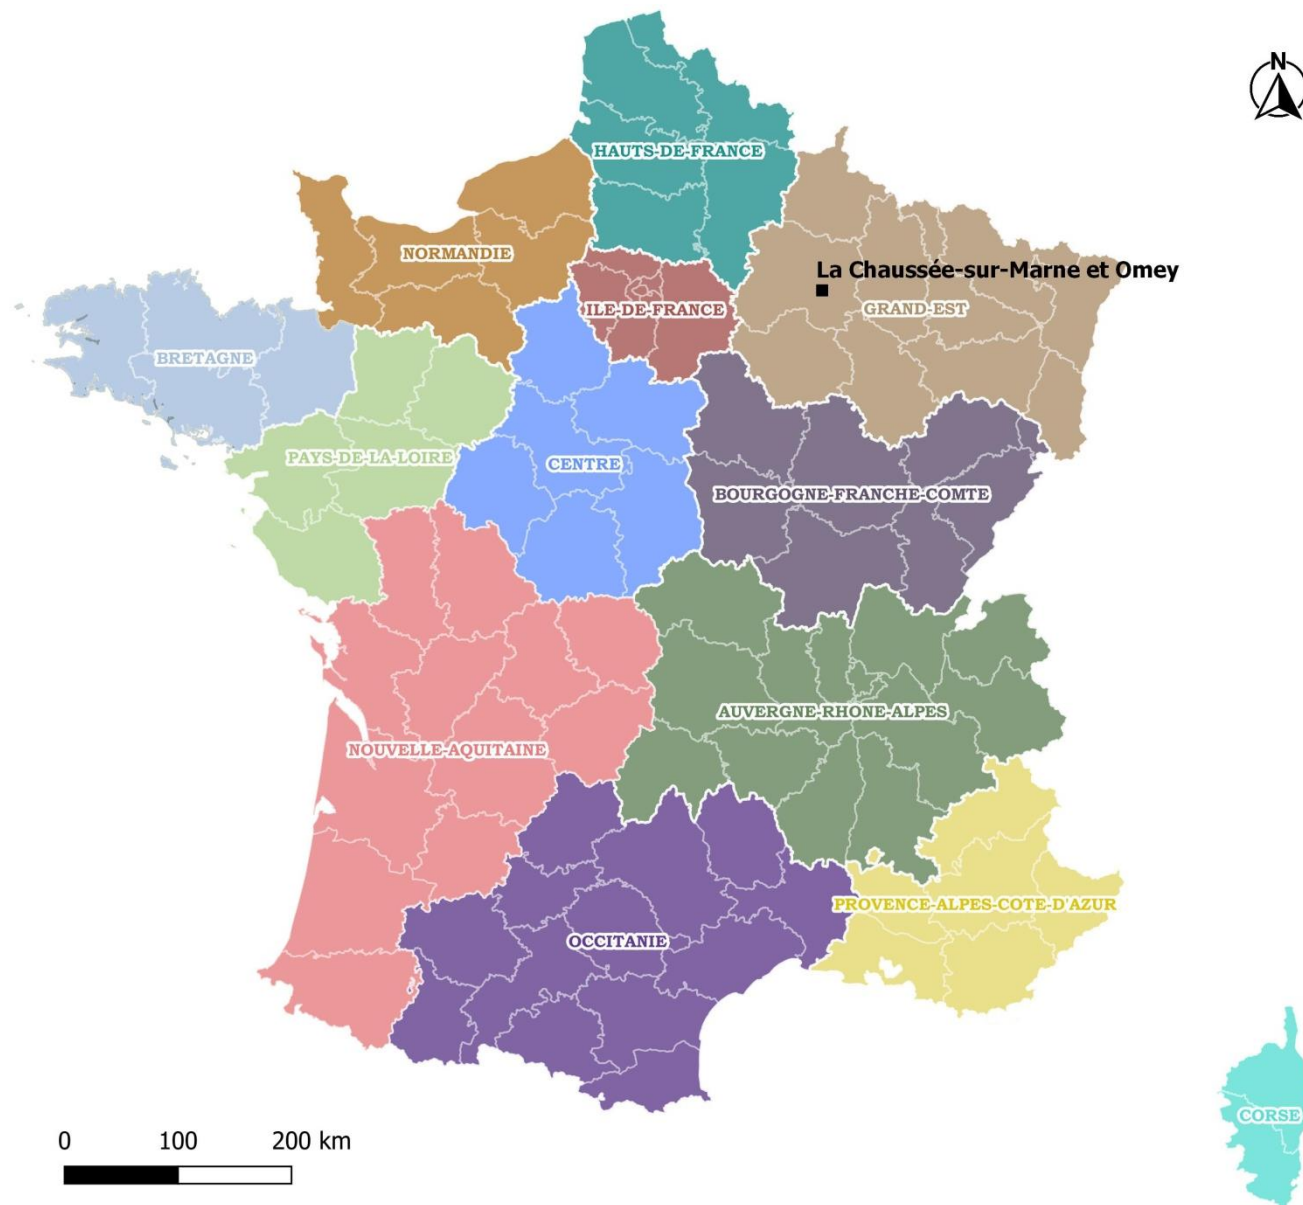 N
HAUTS-DE-FRANCE
NORMANDIE
La Chaussée-sur-Marne et Omey
ILE-DE-FRANCE
GRAND-EST
BRETAGNE
PAYS-DE-LA-LOIRE
CENTRE
BOURGOGNE-FRANCHE-COMTE
AUVERGNE-RHONE-ALPES
NOUVELLE-AQUITAINE
PROVENCE-ALPES-COTE-D'AZUR
OCCITANIE
CORSE
0 100 200 km